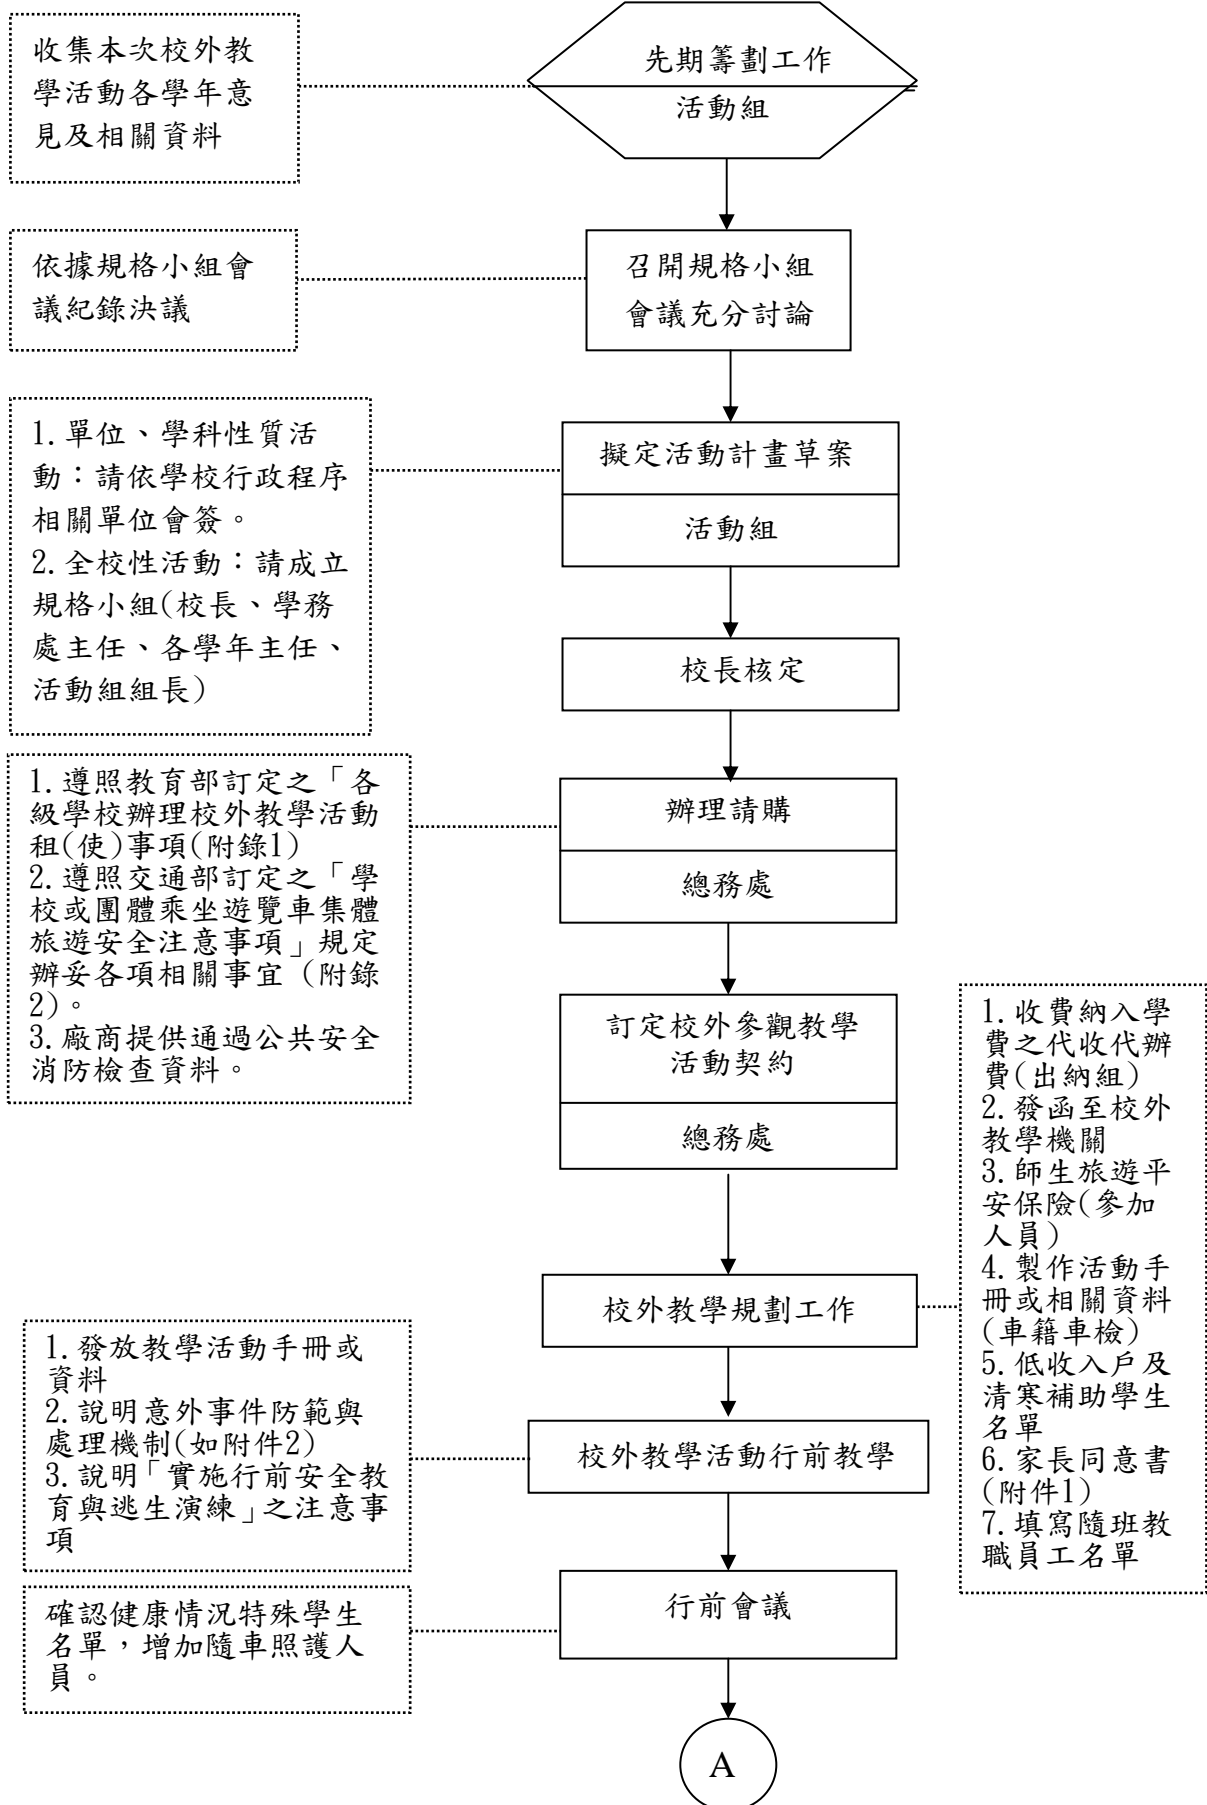 收集本次校外教
學活動各學年意
見及相關資料
先期籌劃工作
活動組
依據規格小組會
議紀錄決議
召開規格小組
會議充分討論
1.單位、學科性質活
動：請依學校行政程序
相關單位會簽。
2.全校性活動：請成立
規格小組(校長、學務
處主任、各學年主任、
活動組組長)
擬定活動計畫草案
活動組
校長核定
1.遵照教育部訂定之「各
級學校辦理校外教學活動
租(使)事項(附錄1)
2.遵照交通部訂定之「學
校或團體乘坐遊覽車集體
旅遊安全注意事項」規定
辦妥各項相關事宜 (附錄
2)。
3.廠商提供通過公共安全
消防檢查資料。
辦理請購
總務處
訂定校外參觀教學
活動契約
總務處
1.收費納入學
費之代收代辦
費(出納組)
2.發函至校外
教學機關
3.師生旅遊平
安保險(參加
人員)
4.製作活動手
冊或相關資料
(車籍車檢)
5.低收入戶及
清寒補助學生
名單
6.家長同意書
(附件1)
7.填寫隨班教
職員工名單
校外教學規劃工作
1.發放教學活動手冊或
資料
2.說明意外事件防範與
處理機制(如附件2)
3.說明「實施行前安全教
育與逃生演練」之注意事
項
校外教學活動行前教學
確認健康情況特殊學生
名單，增加隨車照護人
員。
行前會議
A